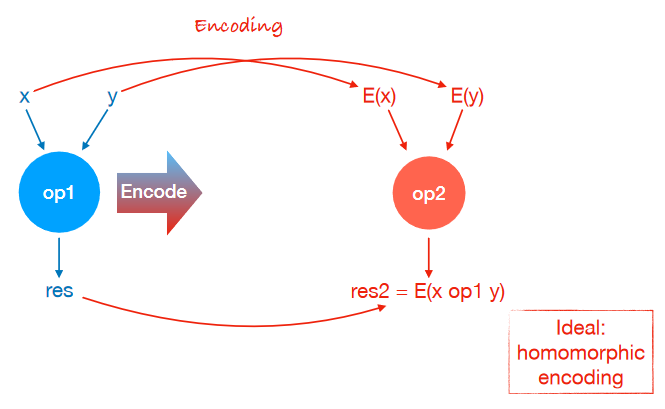 Encoding
x
y
E(x)
E(y)
op1
Encode
op2
res
res2 = E(x op1 y)
Ideal:
homomorphic
encoding